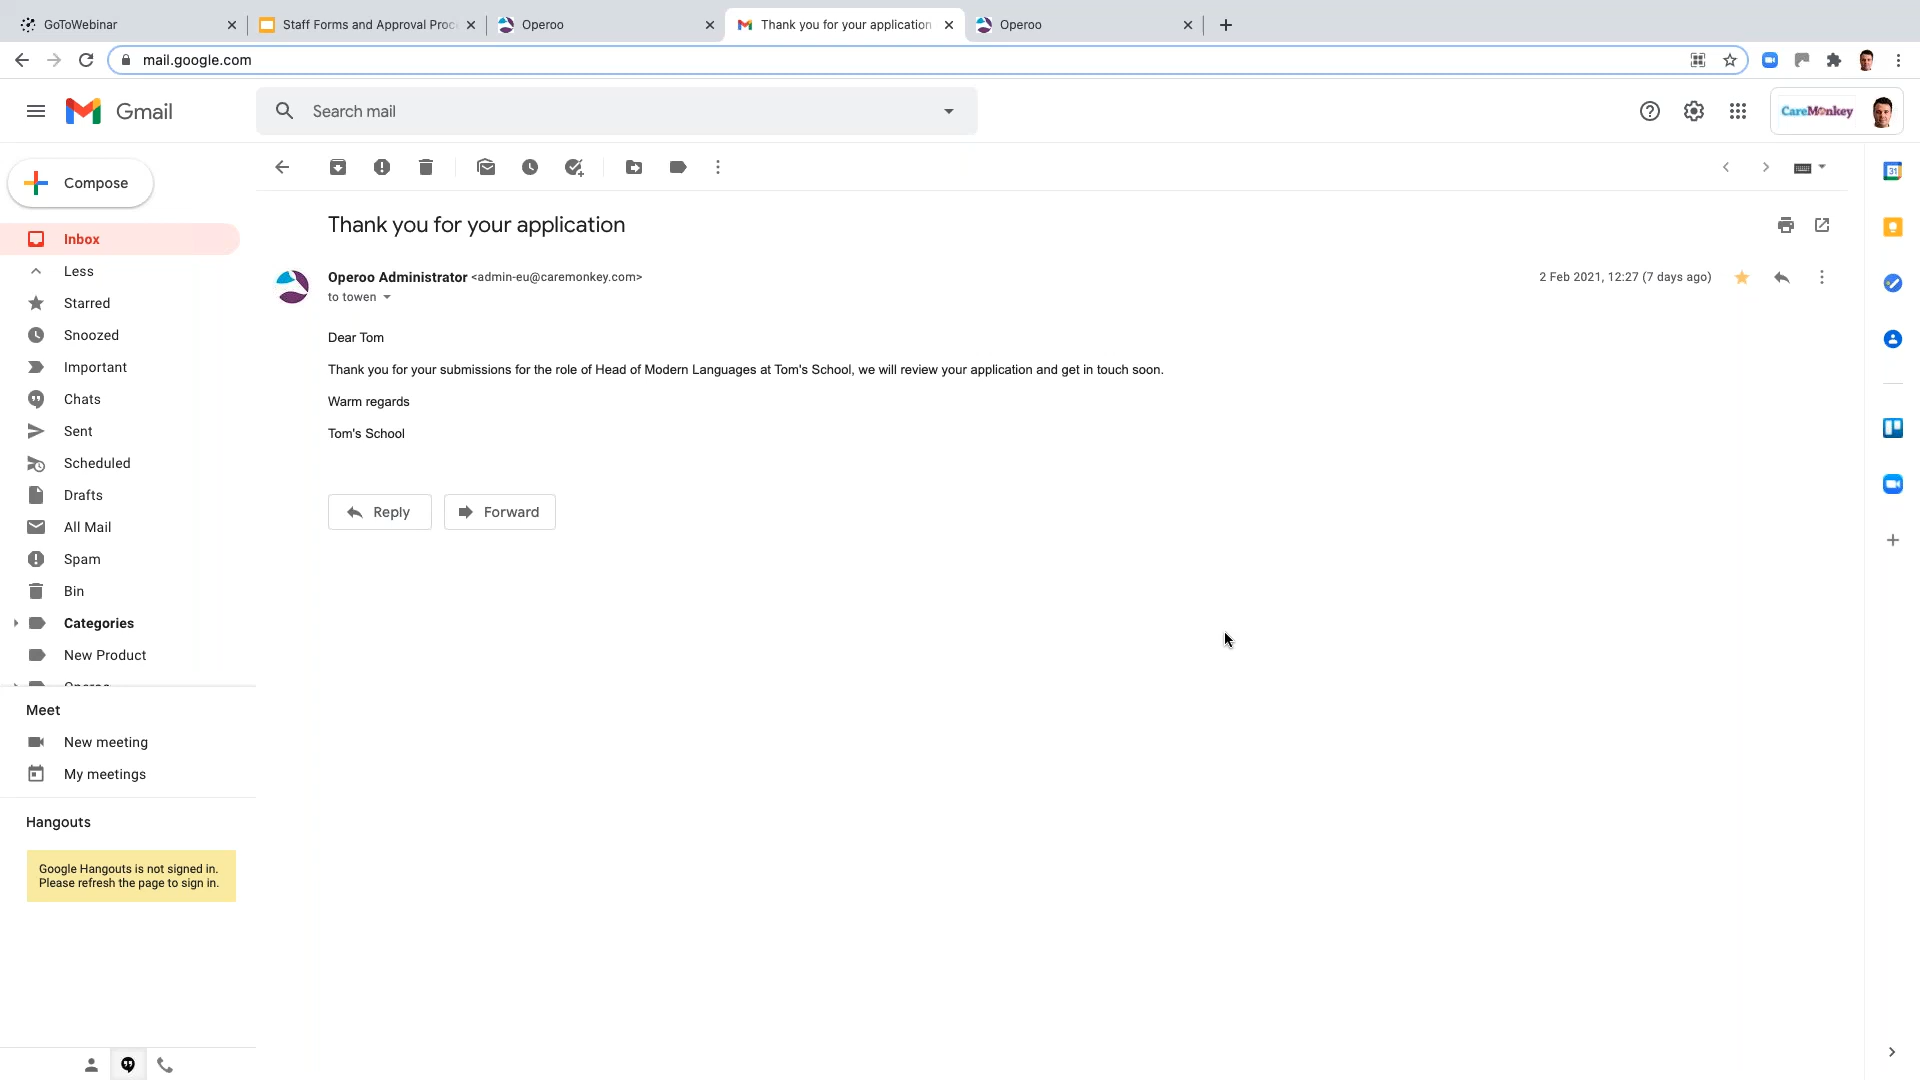 GoToWebinar
Staff Forms and Approval Proc
Operoo
Thank you for your application
Operoo
mail.google.com
Gmail
Search mail
CareMonkey
Compose
Inbox
Less
Starred
Snoozed
Important
Chats
Sent
Scheduled
Drafts
All Mail
Spam
Bin
Categories
New Product
Operoo
Meet
New meeting
My meetings
Hangouts
Google Hangouts is not signed in.
Please refresh the page to sign in.
Thank you for your application
Operoo Administrator <admin-eu@caremonkey.com>
2 Feb 2021, 12:27 (7 days ago)
to towen
Dear Tom
Thank you for your submissions for the role of Head of Modern Languages at Tom's School, we will review your application and get in touch soon.
Warm regards
Tom's School
Reply
Forward
31